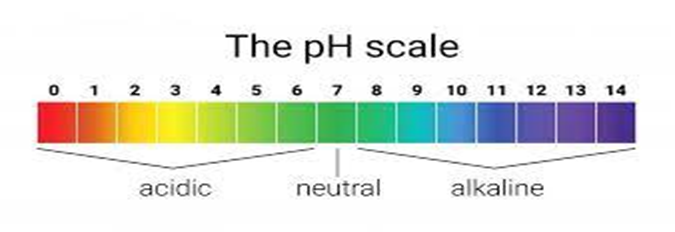 The pH scale
0 1 2 3 4 5 6 7 8 9 10 11 12 13 14
acidic neutral alkaline